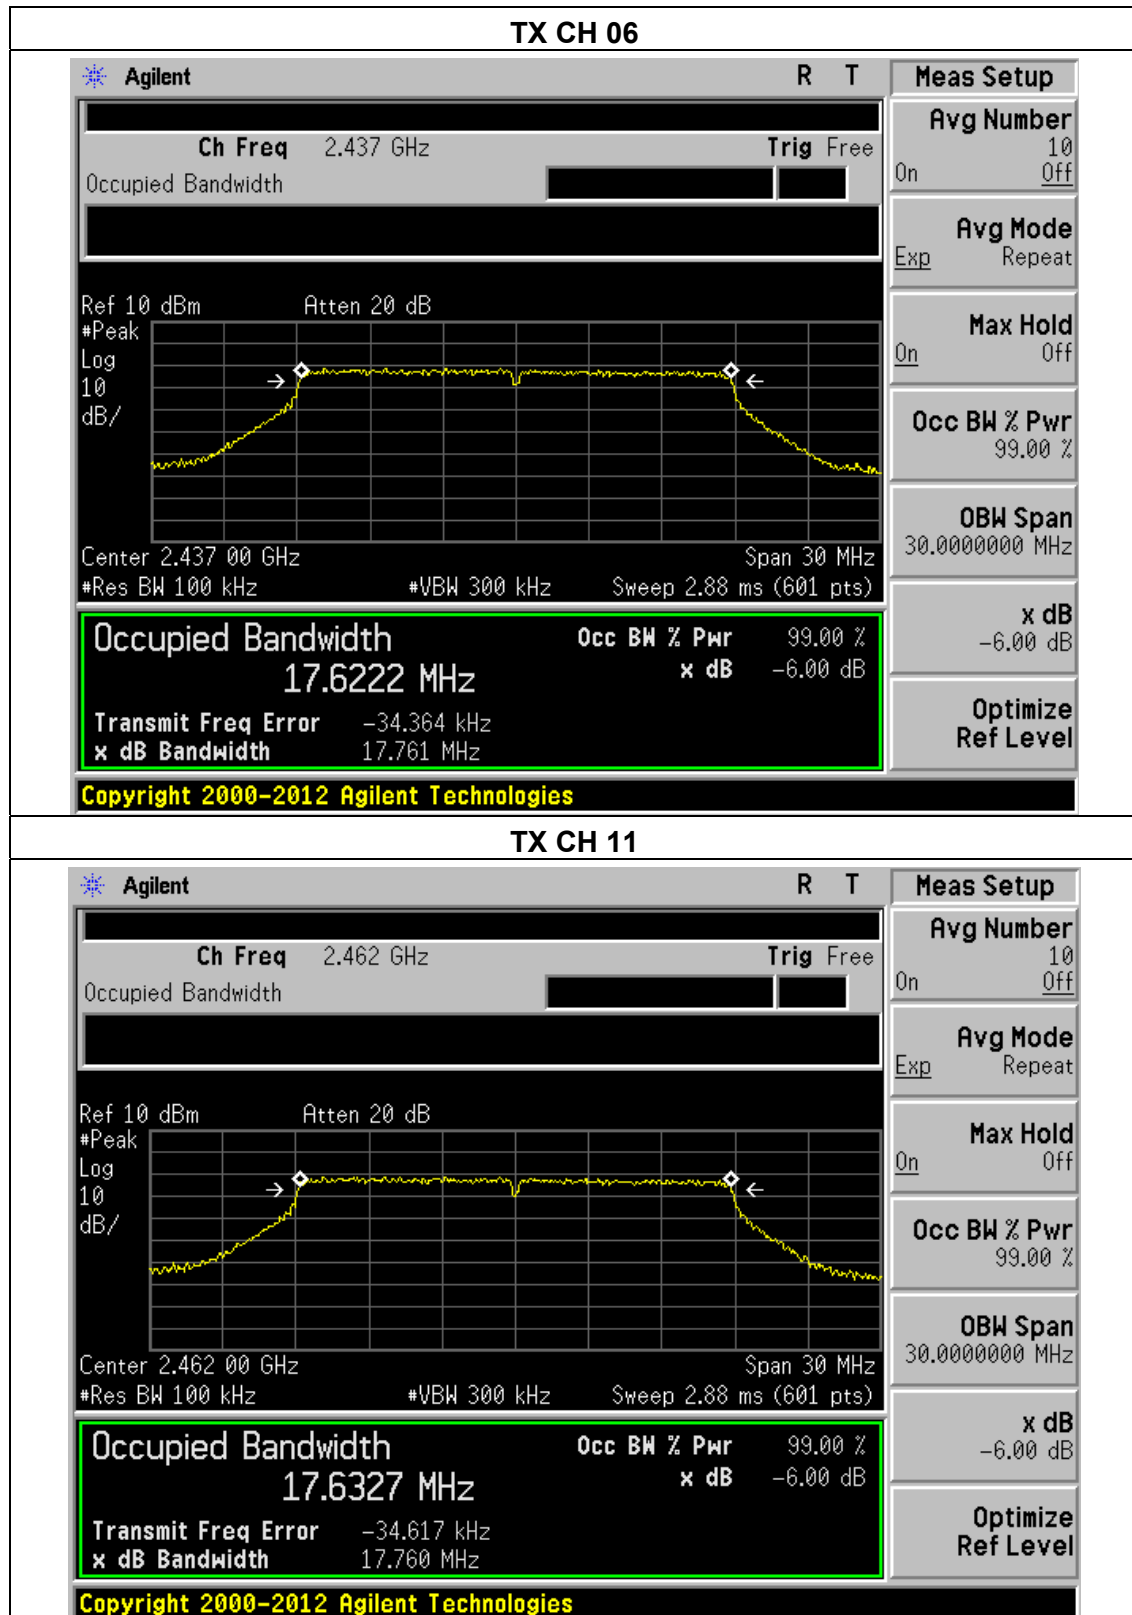 TX CH 06
Agilent R T Meas Setup
Ch Freq 2.437 GHz Trig Free
Occupied Bandwidth
Avg Number
10
On Off
Avg Mode
Exp Repeat
Max Hold
On Off
Occ BW % Pwr
99.00 %
OBW Span
30.0000000 MHz
x dB
-6.00 dB
Optimize
Ref Level
Ref 10 dBm Atten 20 dB
#Peak
Log
10
dB/
Center 2.437 00 GHz Span 30 MHz
#Res BW 100 kHz #VBW 300 kHz Sweep 2.88 ms (601 pts)
Occupied Bandwidth Occ BW % Pwr 99.00 %
17.6222 MHz x dB -6.00 dB
Transmit Freq Error -34.364 kHz
x dB Bandwidth 17.761 MHz
Copyright 2000-2012 Agilent Technologies
TX CH 11
Agilent R T Meas Setup
Ch Freq 2.462 GHz Trig Free
Occupied Bandwidth
Avg Number
10
On Off
Avg Mode
Exp Repeat
Max Hold
On Off
Occ BW % Pwr
99.00 %
OBW Span
30.0000000 MHz
x dB
-6.00 dB
Optimize
Ref Level
Ref 10 dBm Atten 20 dB
#Peak
Log
10
dB/
Center 2.462 00 GHz Span 30 MHz
#Res BW 100 kHz #VBW 300 kHz Sweep 2.88 ms (601 pts)
Occupied Bandwidth Occ BW % Pwr 99.00 %
17.6327 MHz x dB -6.00 dB
Transmit Freq Error -34.617 kHz
x dB Bandwidth 17.760 MHz
Copyright 2000-2012 Agilent Technologies